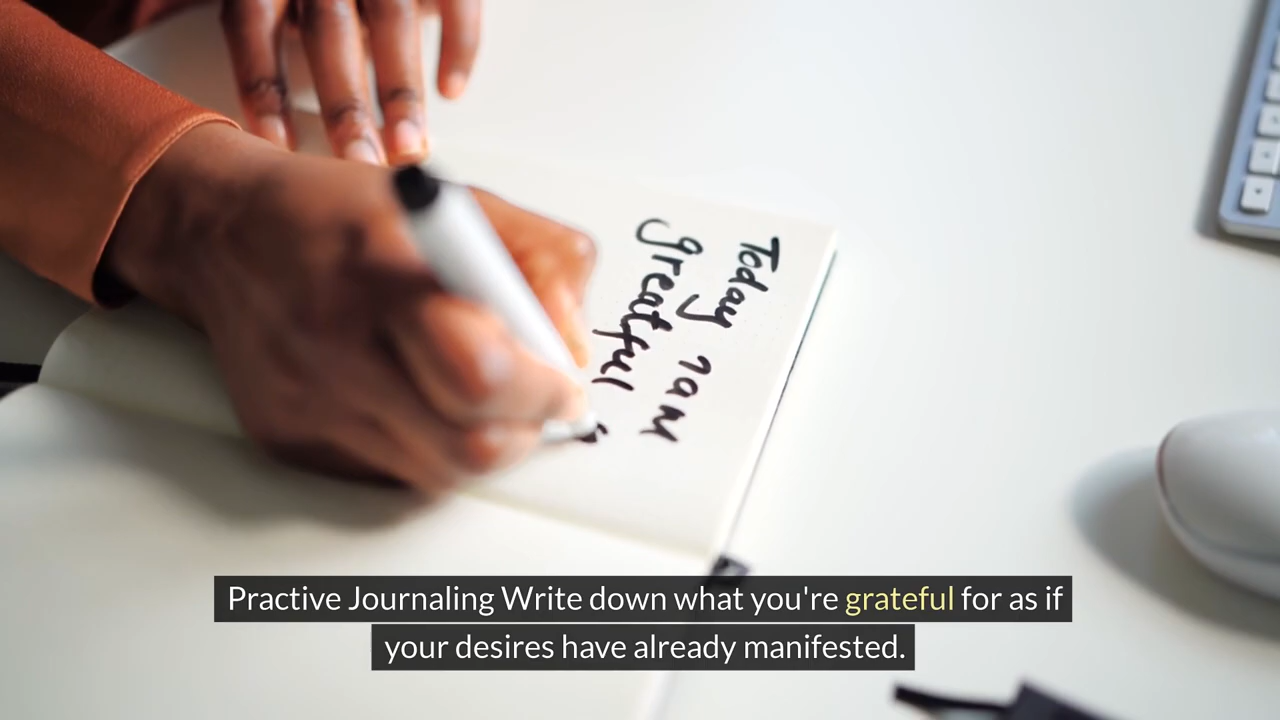 Today I am
greatful
Practive Journaling Write down what you're grateful for as if
your desires have already manifested.